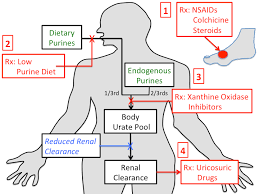 1
Rx: NSAIDs
Colchicine
Steroids
Dietary
Purines
2
Rx: Low
Purine Diet
Endogenous
Purines
1/3rd
2/3rds
3
Rx: Xanthine Oxidase
Inhibitors
Body
Urate Pool
Reduced Renal
Clearance
4
Renal
Clearance
Rx: Uricosuric
Drugs